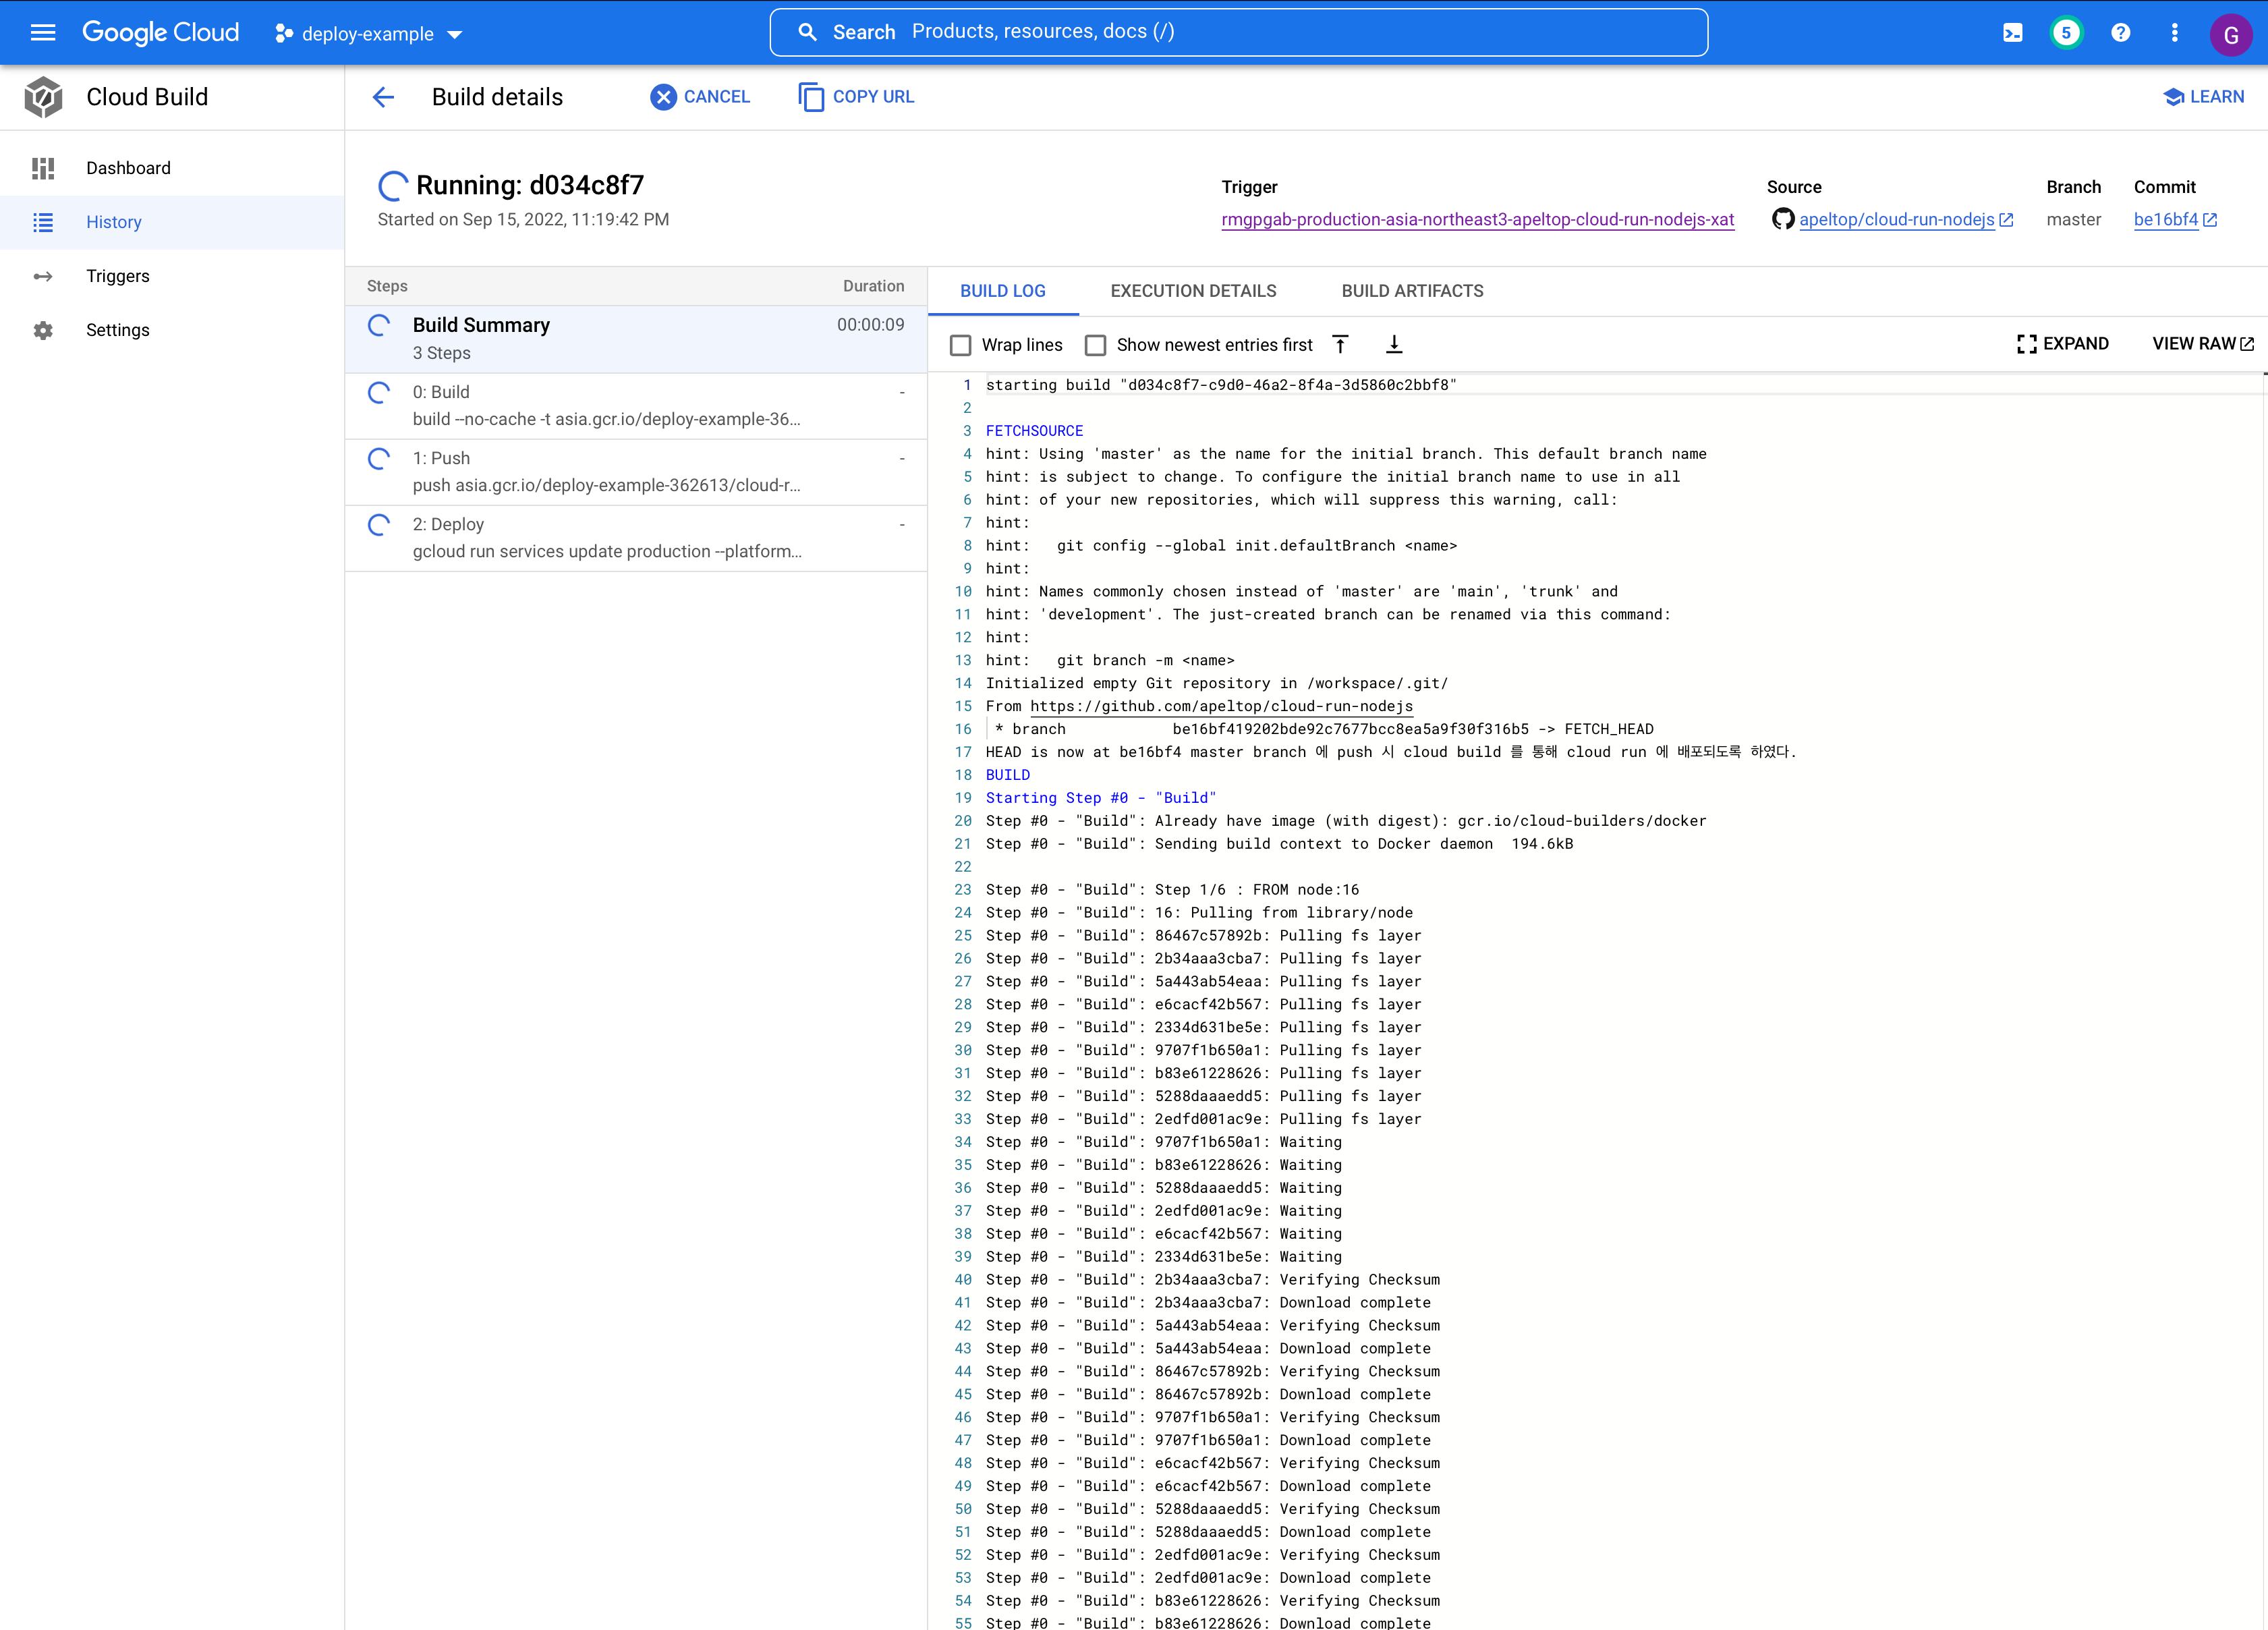 Google Cloud
deploy-example
Search Products, resources, docs (/)
5
G
Cloud Build
Build details
CANCEL
COPY URL
LEARN
Dashboard
History
Triggers
Settings
Running: d034c8f7
Started on Sep 15, 2022, 11:19:42 PM
Trigger
rmgpgab-production-asia-northeast3-apeltop-cloud-run-nodejs-xat
Source
apeltop/cloud-run-nodejs
Branch
master
Commit
be16bf4
Steps Duration
Build Summary 00:00:09
3 Steps
0: Build -
build --no-cache -t asia.gcr.io/deploy-example-36...
1: Push -
push asia.gcr.io/deploy-example-362613/cloud-r...
2: Deploy -
gcloud run services update production --platform...
BUILD LOG EXECUTION DETAILS BUILD ARTIFACTS
Wrap lines Show newest entries first EXPAND VIEW RAW
1 starting build "d034c8f7-c9d0-46a2-8f4a-3d5860c2bbf8"
2
3 FETCHSOURCE
4 hint: Using 'master' as the name for the initial branch. This default branch name
5 hint: is subject to change. To configure the initial branch name to use in all
6 hint: of your new repositories, which will suppress this warning, call:
7 hint:
8 hint:   git config --global init.defaultBranch <name>
9 hint:
10 hint: Names commonly chosen instead of 'master' are 'main', 'trunk' and
11 hint: 'development'. The just-created branch can be renamed via this command:
12 hint:
13 hint:   git branch -m <name>
14 Initialized empty Git repository in /workspace/.git/
15 From https://github.com/apeltop/cloud-run-nodejs
16 * branch            be16bf419202bde92c7677bcc8ea5a9f30f316b5 -> FETCH_HEAD
17 HEAD is now at be16bf4 master branch 에 push 시 cloud build 를 통해 cloud run 에 배포되도록 하였다.
18 BUILD
19 Starting Step #0 - "Build"
20 Step #0 - "Build": Already have image (with digest): gcr.io/cloud-builders/docker
21 Step #0 - "Build": Sending build context to Docker daemon  194.6kB
22
23 Step #0 - "Build": Step 1/6 : FROM node:16
24 Step #0 - "Build": 16: Pulling from library/node
25 Step #0 - "Build": 86467c57892b: Pulling fs layer
26 Step #0 - "Build": 2b34aaa3cba7: Pulling fs layer
27 Step #0 - "Build": 5a443ab54eaa: Pulling fs layer
28 Step #0 - "Build": e6cacf42b567: Pulling fs layer
29 Step #0 - "Build": 2334d631be5e: Pulling fs layer
30 Step #0 - "Build": 9707f1b650a1: Pulling fs layer
31 Step #0 - "Build": b83e61228626: Pulling fs layer
32 Step #0 - "Build": 5288daaaedd5: Pulling fs layer
33 Step #0 - "Build": 2edfd001ac9e: Pulling fs layer
34 Step #0 - "Build": 9707f1b650a1: Waiting
35 Step #0 - "Build": b83e61228626: Waiting
36 Step #0 - "Build": 5288daaaedd5: Waiting
37 Step #0 - "Build": 2edfd001ac9e: Waiting
38 Step #0 - "Build": e6cacf42b567: Waiting
39 Step #0 - "Build": 2334d631be5e: Waiting
40 Step #0 - "Build": 2b34aaa3cba7: Verifying Checksum
41 Step #0 - "Build": 2b34aaa3cba7: Download complete
42 Step #0 - "Build": 5a443ab54eaa: Verifying Checksum
43 Step #0 - "Build": 5a443ab54eaa: Download complete
44 Step #0 - "Build": 86467c57892b: Verifying Checksum
45 Step #0 - "Build": 86467c57892b: Download complete
46 Step #0 - "Build": 9707f1b650a1: Verifying Checksum
47 Step #0 - "Build": 9707f1b650a1: Download complete
48 Step #0 - "Build": e6cacf42b567: Verifying Checksum
49 Step #0 - "Build": e6cacf42b567: Download complete
50 Step #0 - "Build": 5288daaaedd5: Verifying Checksum
51 Step #0 - "Build": 5288daaaedd5: Download complete
52 Step #0 - "Build": 2edfd001ac9e: Verifying Checksum
53 Step #0 - "Build": 2edfd001ac9e: Download complete
54 Step #0 - "Build": b83e61228626: Verifying Checksum
55 Step #0 - "Build": b83e61228626: Download complete